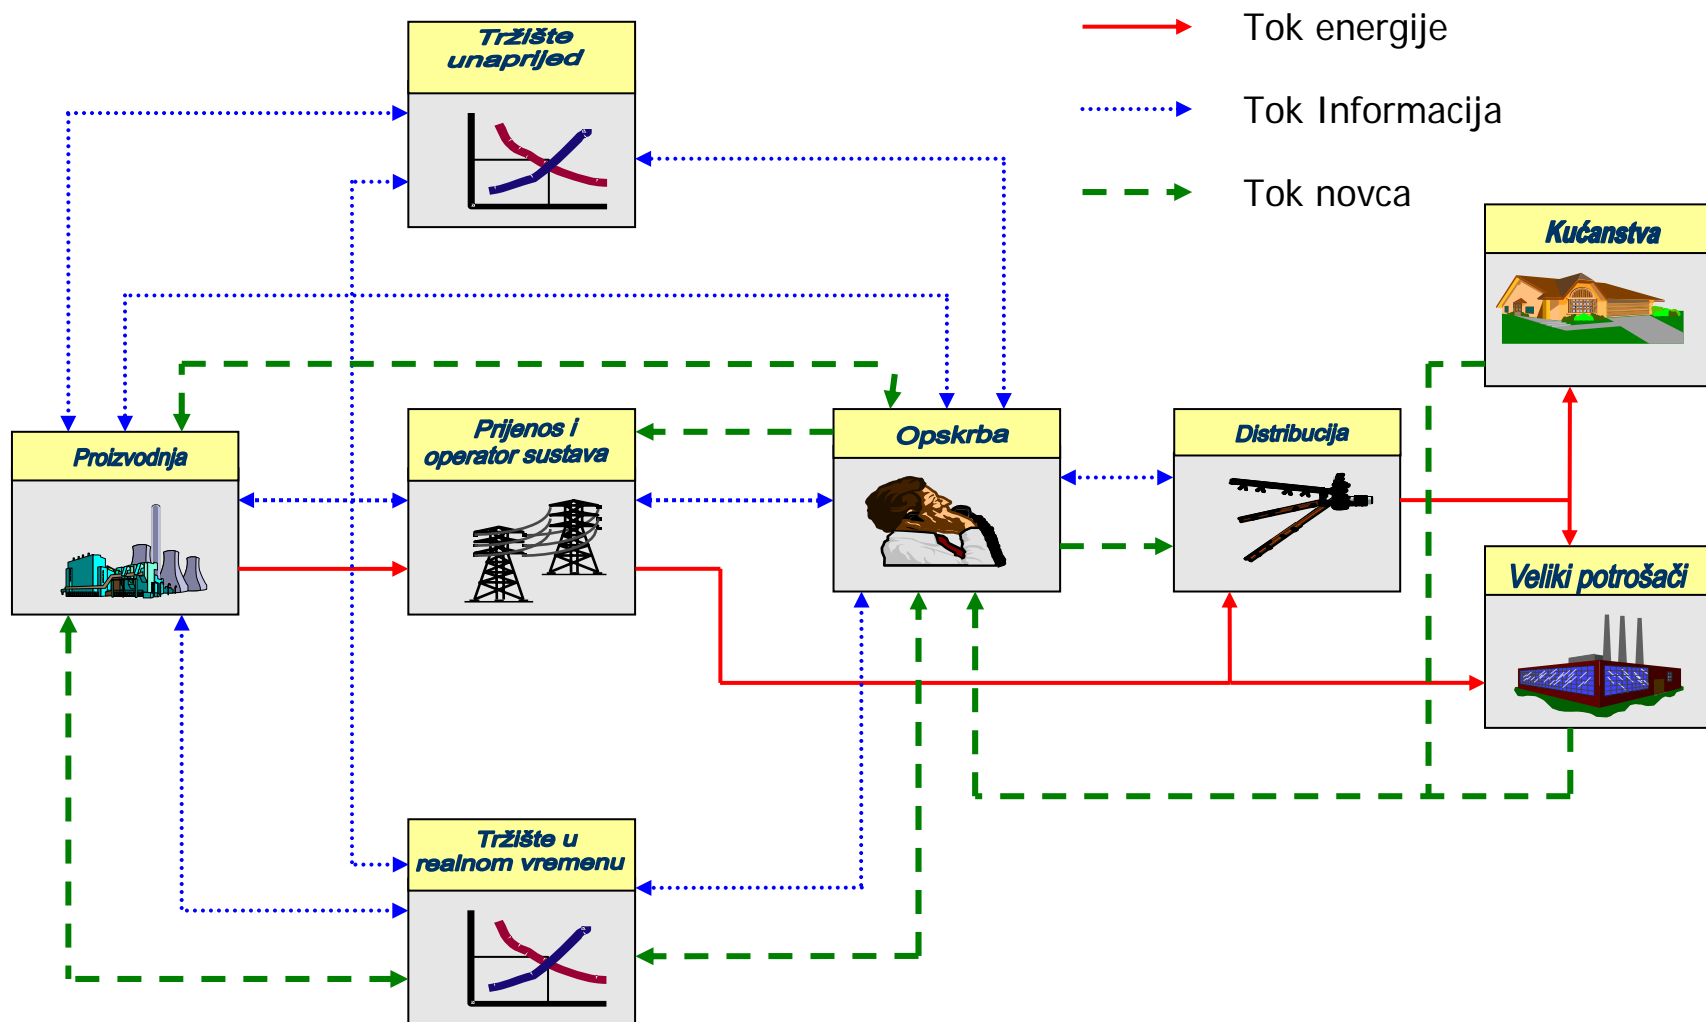 Tržište
unaprijed
Tok energije
Tok Informacija
Tok novca
Kućanstva
Proizvodnja
Prijenos i
operator sustava
Opskrba
Distribucija
Veliki potrošači
Tržište u
realnom vremenu